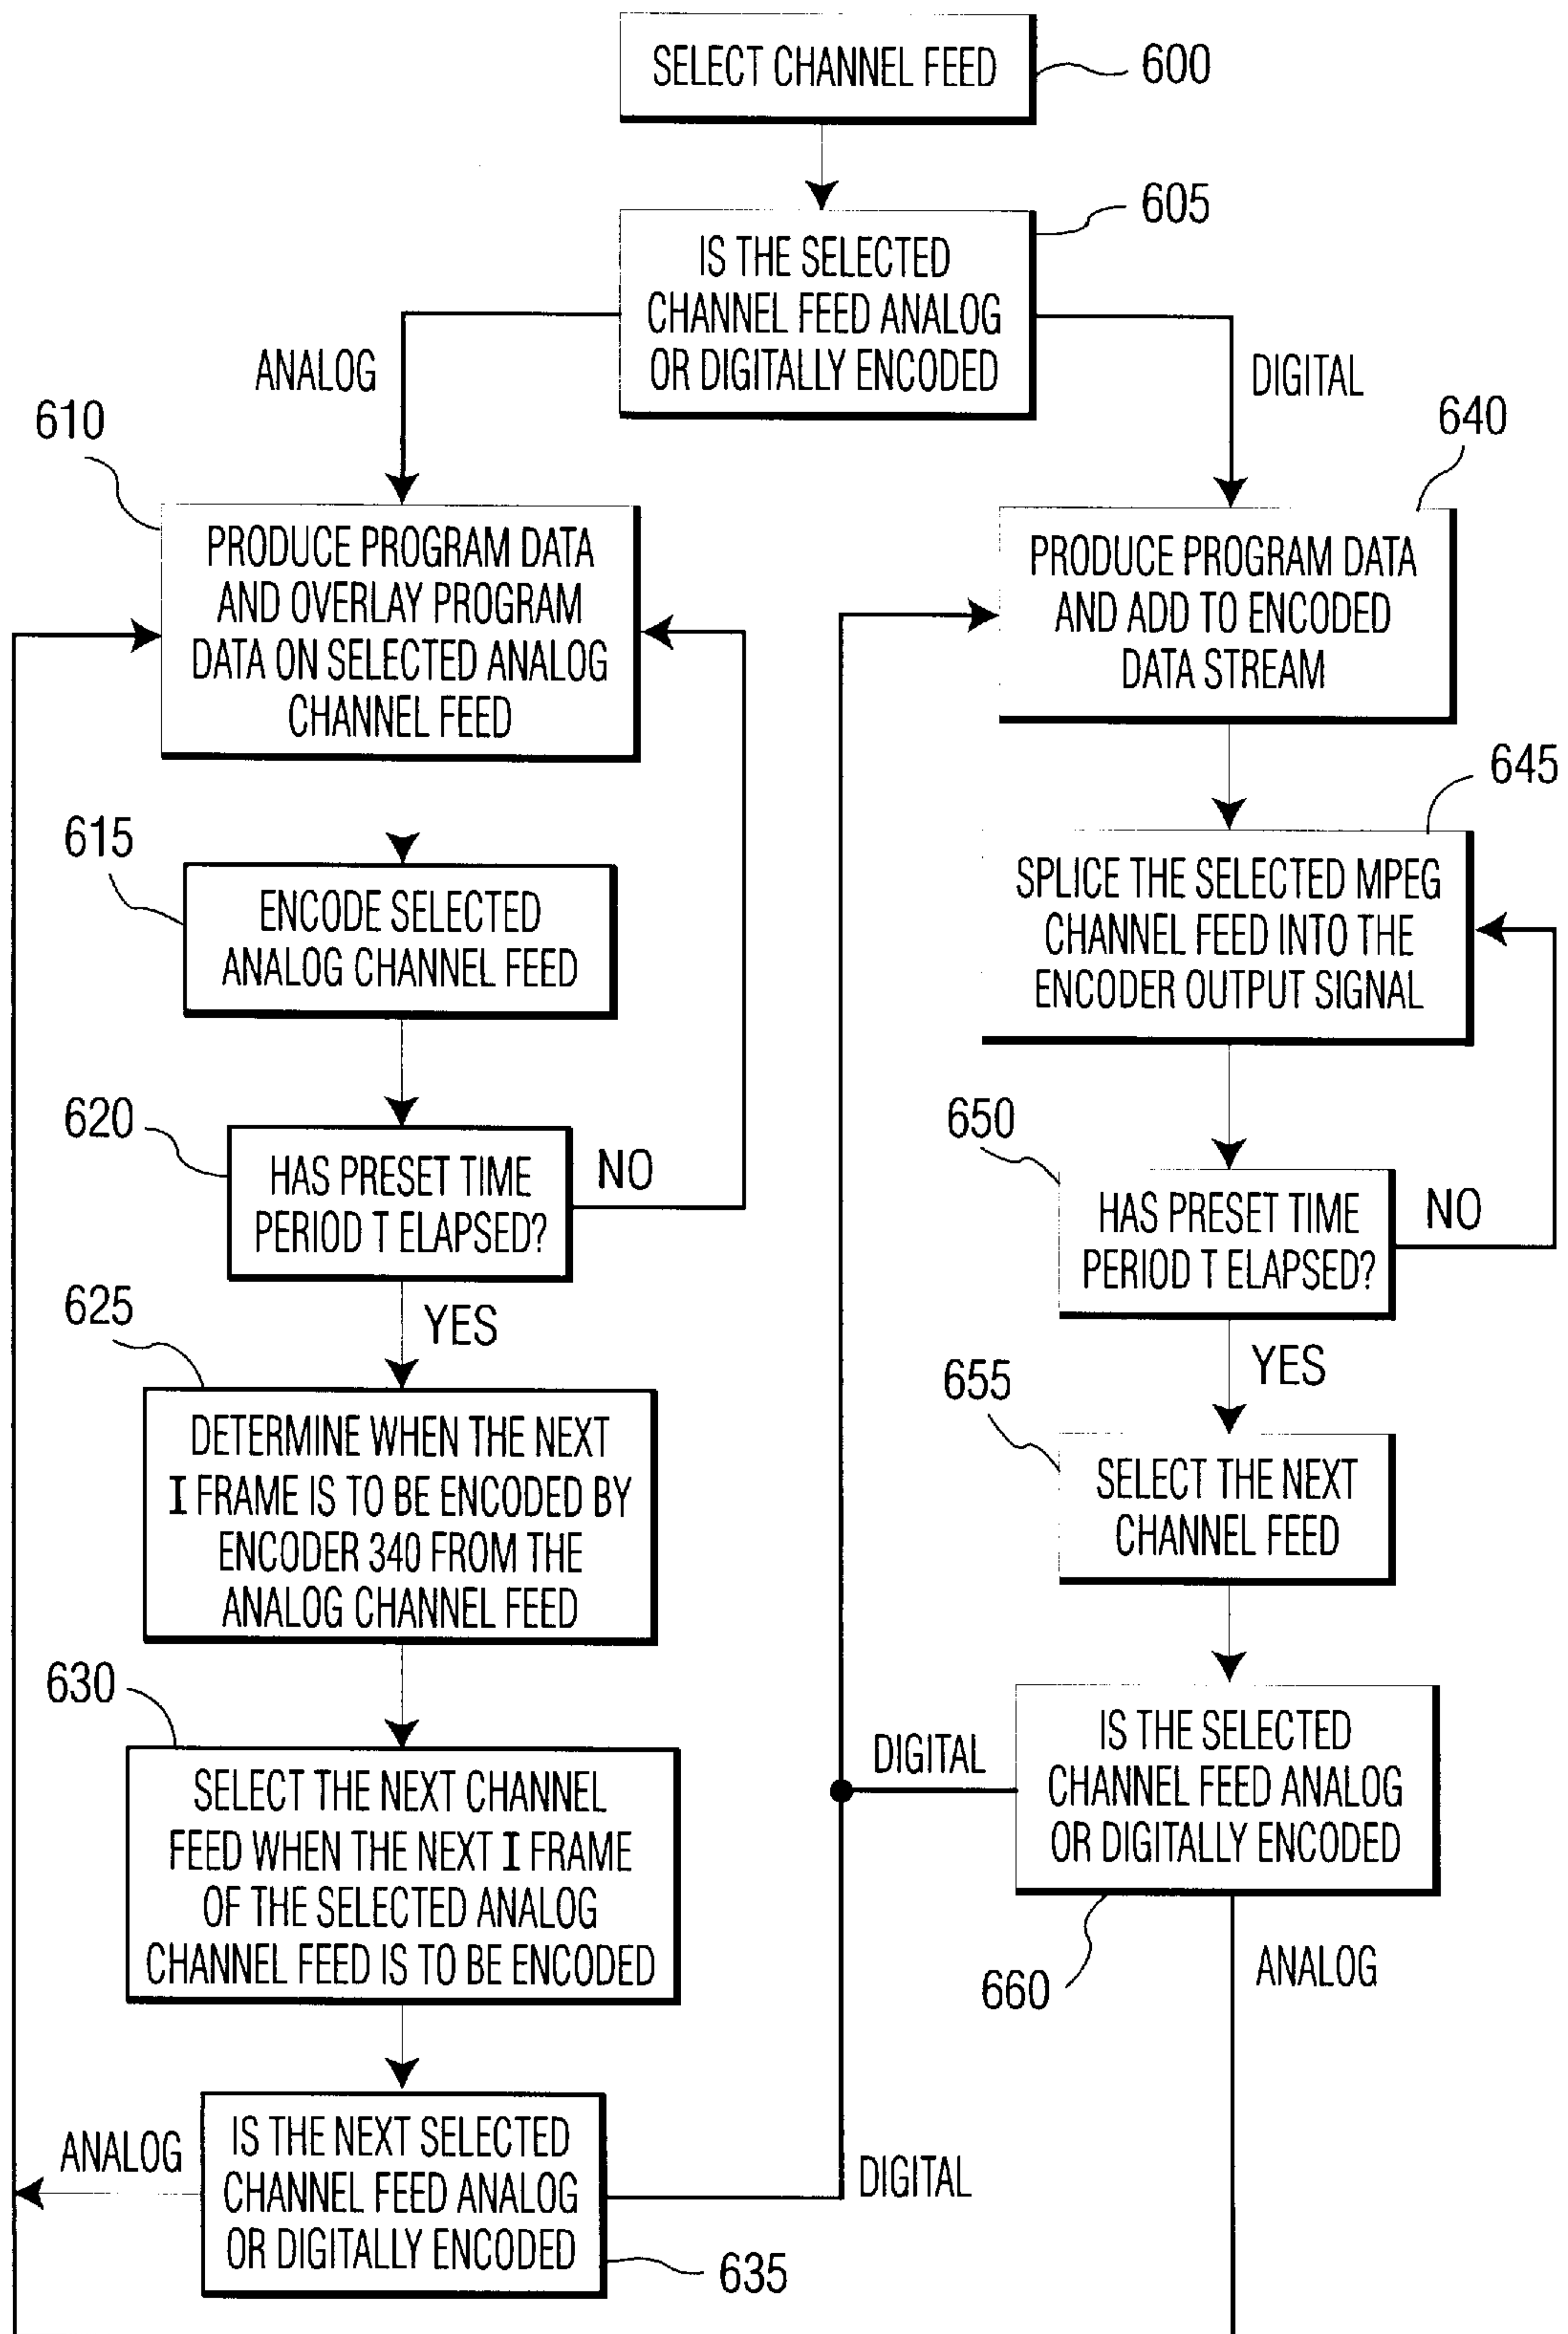 SELECT CHANNEL FEED
600
605
IS THE SELECTED
CHANNEL FEED ANALOG
OR DIGITALLY ENCODED
ANALOG
DIGITAL
610
PRODUCE PROGRAM DATA
AND OVERLAY PROGRAM
DATA ON SELECTED ANALOG
CHANNEL FEED
615
ENCODE SELECTED
ANALOG CHANNEL FEED
620
HAS PRESET TIME
PERIOD T ELAPSED?
NO
YES
625
DETERMINE WHEN THE NEXT
I FRAME IS TO BE ENCODED BY
ENCODER 340 FROM THE
ANALOG CHANNEL FEED
630
SELECT THE NEXT CHANNEL
FEED WHEN THE NEXT I FRAME
OF THE SELECTED ANALOG
CHANNEL FEED IS TO BE ENCODED
ANALOG
IS THE NEXT SELECTED
CHANNEL FEED ANALOG
OR DIGITALLY ENCODED
635
DIGITAL
640
PRODUCE PROGRAM DATA
AND ADD TO ENCODED
DATA STREAM
645
SPLICE THE SELECTED MPEG
CHANNEL FEED INTO THE
ENCODER OUTPUT SIGNAL
650
HAS PRESET TIME
PERIOD T ELAPSED?
NO
YES
655
SELECT THE NEXT
CHANNEL FEED
DIGITAL
IS THE SELECTED
CHANNEL FEED ANALOG
OR DIGITALLY ENCODED
660
ANALOG